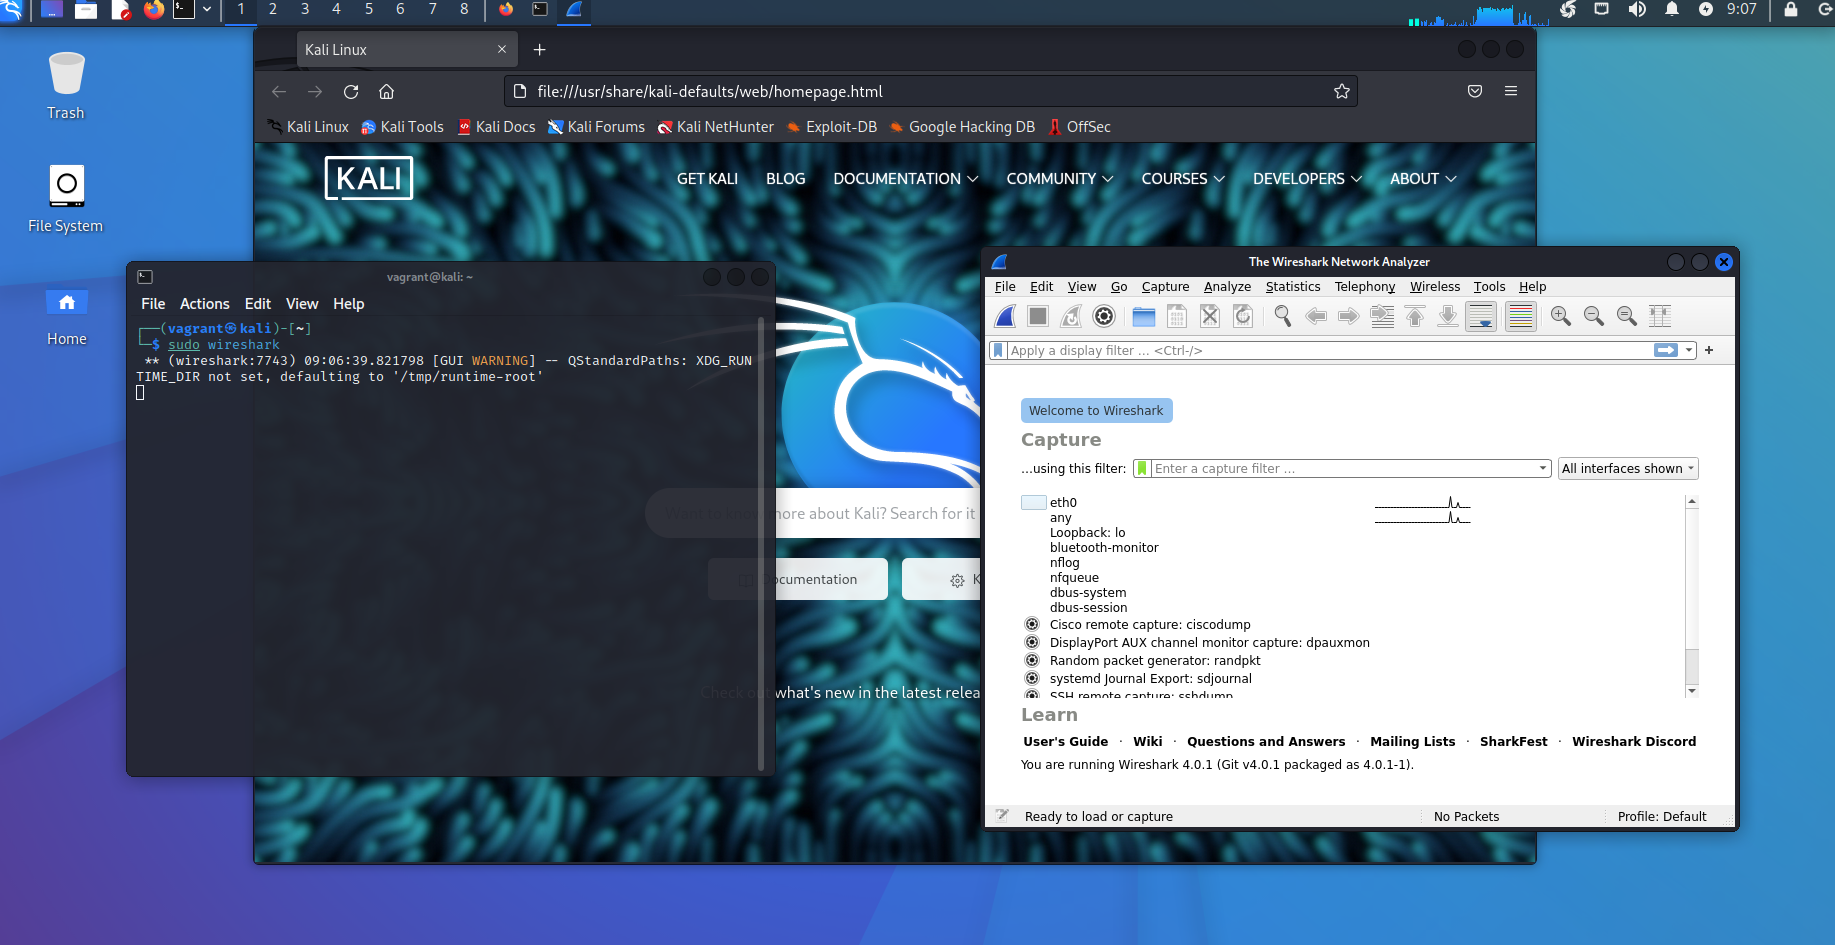 1 2 3 4 5 6 7 8
9:07
Trash
File System
Home
Kali Linux
file:///usr/share/kali-defaults/web/homepage.html
Kali Linux Kali Tools Kali Docs Kali Forums Kali NetHunter Exploit-DB Google Hacking DB OffSec
KALI
GET KALI BLOG DOCUMENTATION COMMUNITY COURSES DEVELOPERS ABOUT
Want to know more about Kali? Search for it
Documentation
K
Check out what's new in the latest relea
vagrant@kali: ~
File Actions Edit View Help
┌──(vagrant㉿kali)-[~]
└─$ sudo wireshark
** (wireshark:7743) 09:06:39.821798 [GUI WARNING] -- QStandardPaths: XDG_RUN
TIME_DIR not set, defaulting to '/tmp/runtime-root'
The Wireshark Network Analyzer
File Edit View Go Capture Analyze Statistics Telephony Wireless Tools Help
Apply a display filter … <Ctrl-/>
+
Welcome to Wireshark
Capture
…using this filter: Enter a capture filter … All interfaces shown
eth0
any
Loopback: lo
bluetooth-monitor
nflog
nfqueue
dbus-system
dbus-session
Cisco remote capture: ciscodump
DisplayPort AUX channel monitor capture: dpauxmon
Random packet generator: randpkt
systemd Journal Export: sdjournal
SSH remote capture: sshdump
Learn
User's Guide · Wiki · Questions and Answers · Mailing Lists · SharkFest · Wireshark Discord
You are running Wireshark 4.0.1 (Git v4.0.1 packaged as 4.0.1-1).
Ready to load or capture No Packets Profile: Default